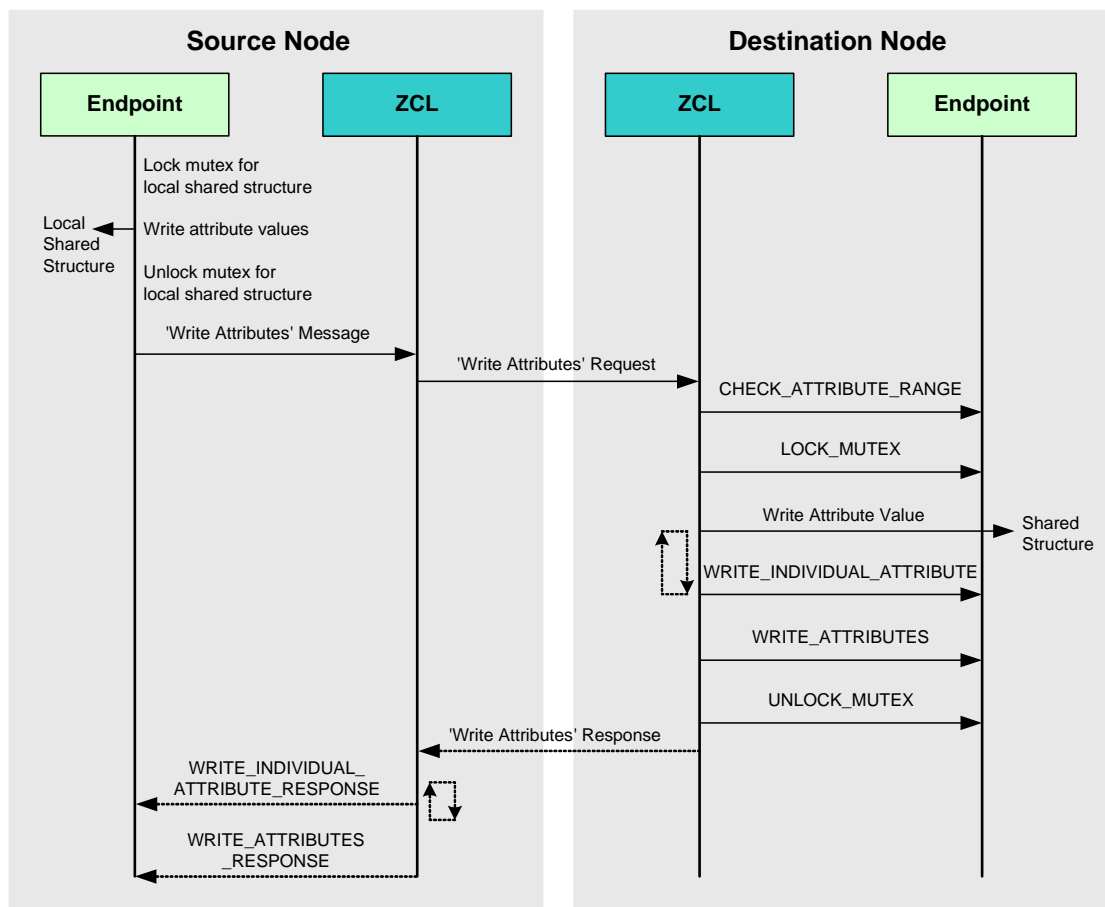 Source Node
Destination Node
Endpoint
ZCL
ZCL
Endpoint
Lock mutex for
local shared structure
Local
Shared
Structure
Write attribute values
Unlock mutex for
local shared structure
'Write Attributes' Message
'Write Attributes' Request
CHECK_ATTRIBUTE_RANGE
LOCK_MUTEX
Write Attribute Value
Shared
Structure
WRITE_INDIVIDUAL_ATTRIBUTE
WRITE_ATTRIBUTES
UNLOCK_MUTEX
'Write Attributes' Response
WRITE_INDIVIDUAL_
ATTRIBUTE_RESPONSE
WRITE_ATTRIBUTES
_RESPONSE